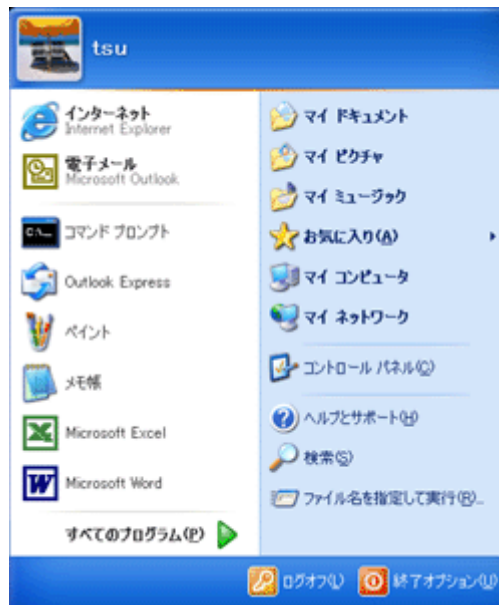 tsu
インターネット
Internet Explorer
電子メール
Microsoft Outlook
C:\_
コマンド プロンプト
Outlook Express
ペイント
メモ帳
Microsoft Excel
Microsoft Word
すべてのプログラム(P)
マイ ドキュメント
マイ ピクチャ
マイ ミュージック
お気に入り(A)
マイ コンピュータ
マイ ネットワーク
コントロール パネル(C)
ヘルプとサポート(H)
検索(S)
ファイル名を指定して実行(R)...
ログオフ(L)
終了オプション(U)